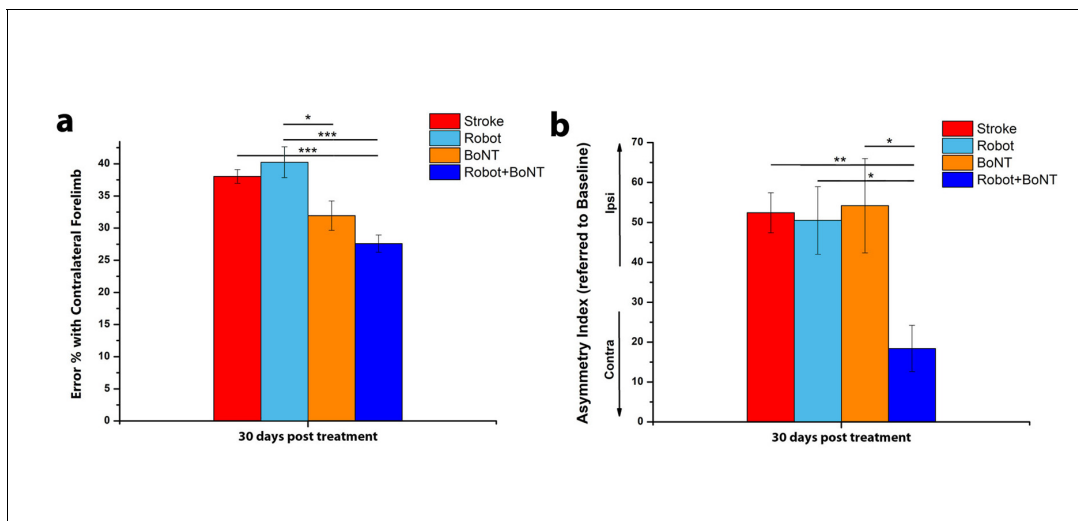 a
Stroke
Robot
BoNT
Robot+BoNT
*
***
***
Error % with Contralateral Forelimb
40
35
30
25
20
15
10
5
0
30 days post treatment
b
Stroke
Robot
BoNT
Robot+BoNT
*
**
*
Asymmetry Index (referred to Baseline)
Ipsi
Contra
70
60
50
40
30
20
10
0
30 days post treatment